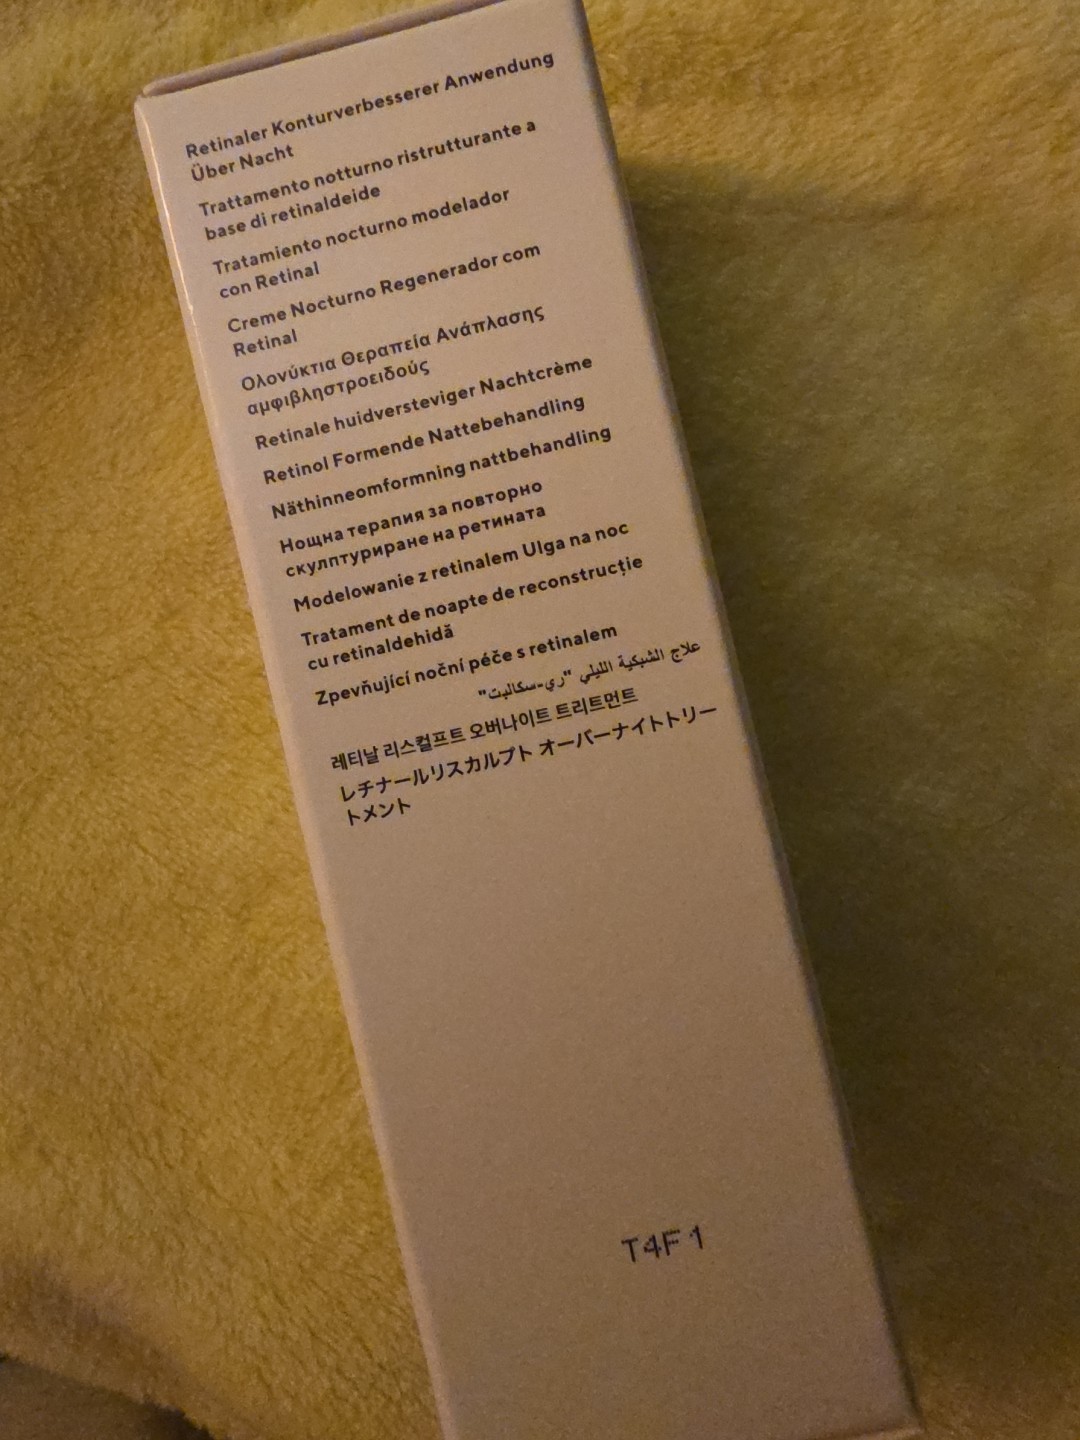 Retinaler Konturverbesserer Anwendung
Über Nacht
Trattamento notturno ristrutturante a
base di retinaldeide
Tratamiento nocturno modelador
con Retinal
Creme Nocturno Regenerador com
Retinal
Ολονύκτια Θεραπεία Ανάπλασης
αμφιβληστροειδούς
Retinale huidversteviger Nachtcrème
Retinol Formende Nattebehandling
Näthinneomformning nattbehandling
Нощна терапия за повторно
скулптуриране на ретината
Modelowanie z retinalem Ulga na noc
Tratament de noapte de reconstrucție
cu retinaldehidă
Zpevňující noční péče s retinalem
علاج الشبكية الليلي "ري-سكالبت"
레티날 리스컬프트 오버나이트 트리트먼트
レチナールリスカルプト オーバーナイトトリー
トメント
T4F 1